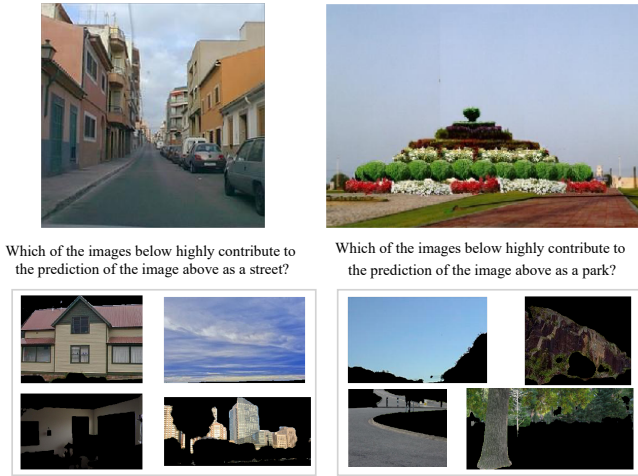 Which of the images below highly contribute to
the prediction of the image above as a street?
Which of the images below highly contribute to
the prediction of the image above as a park?